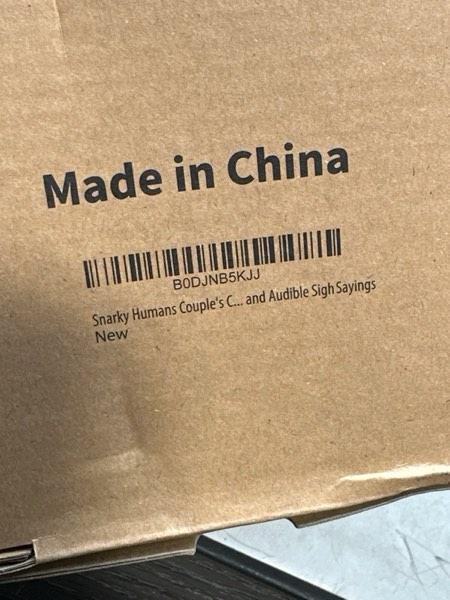 Made in China
B0DJNB5KJJ
Snarky Humans Couple's C... and Audible Sigh Sayings
New